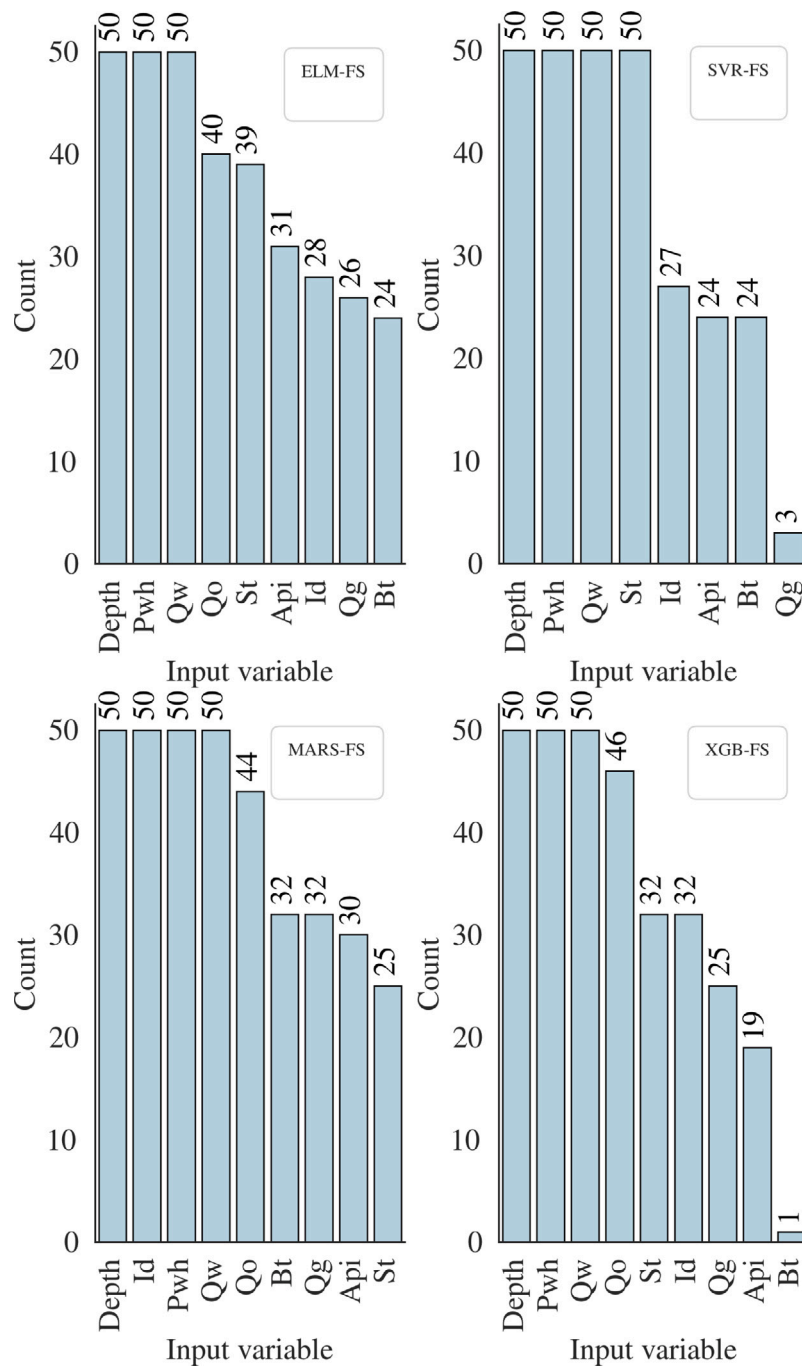 50 50 50 40 39 31 28 26 24
ELM-FS
Count
50
40
30
20
10
0
Depth Pwh Qw Qo St Api Id Qg Bt
Input variable
50 50 50 50 27 24 24 3
SVR-FS
Count
50
40
30
20
10
0
Depth Pwh Qw St Id Api Bt Qg
Input variable
50 50 50 50 44 32 32 30 25
MARS-FS
Count
50
40
30
20
10
0
Depth Id Pwh Qw Qo Bt Qg Api St
Input variable
50 50 50 46 32 32 25 19 1
XGB-FS
Count
50
40
30
20
10
0
Depth Pwh Qw Qo St Id Qg Api Bt
Input variable